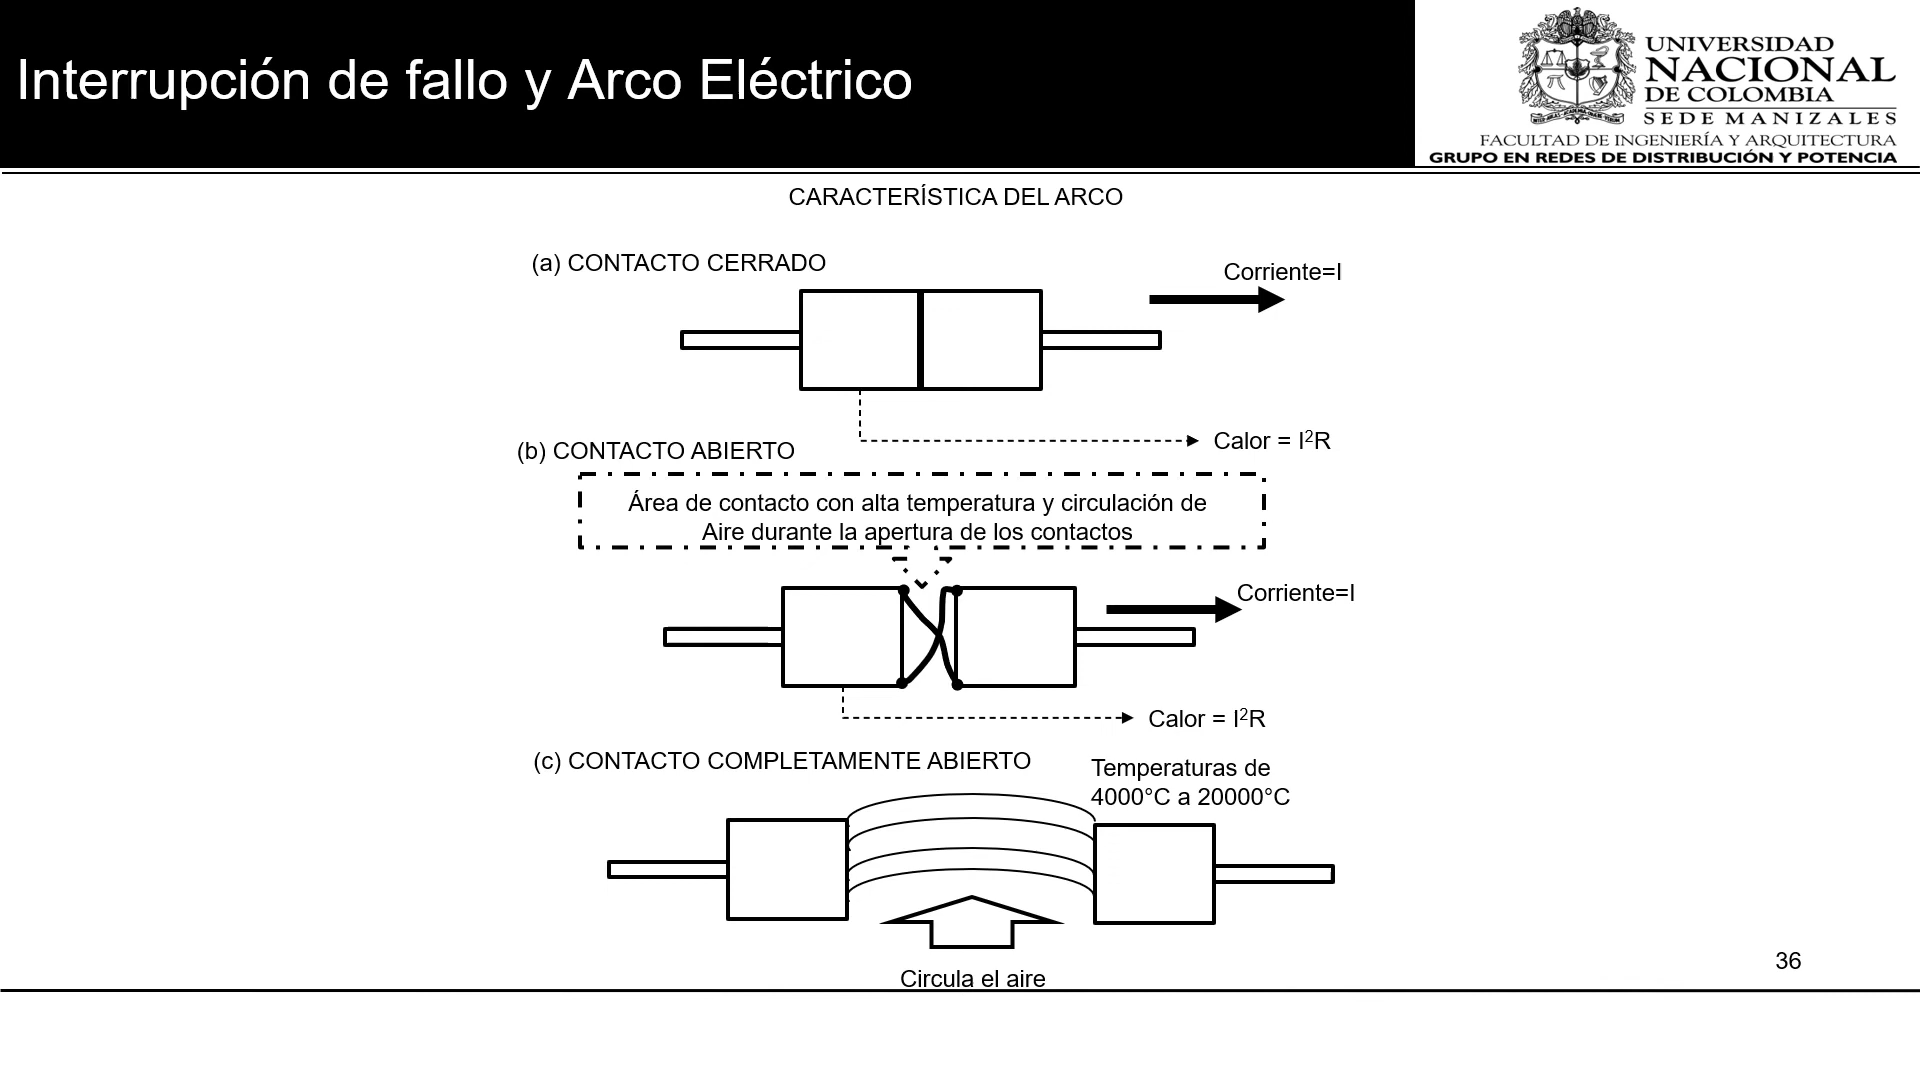 Interrupción de fallo y Arco Eléctrico
UNIVERSIDAD
NACIONAL
DE COLOMBIA
SEDE MANIZALES
FACULTAD DE INGENIERÍA Y ARQUITECTURA
GRUPO EN REDES DE DISTRIBUCIÓN Y POTENCIA
CARACTERÍSTICA DEL ARCO
(a) CONTACTO CERRADO
Corriente=I
Calor = I²R
(b) CONTACTO ABIERTO
Área de contacto con alta temperatura y circulación de
Aire durante la apertura de los contactos
Corriente=I
Calor = I²R
(c) CONTACTO COMPLETAMENTE ABIERTO
Temperaturas de
4000°C a 20000°C
Circula el aire
36